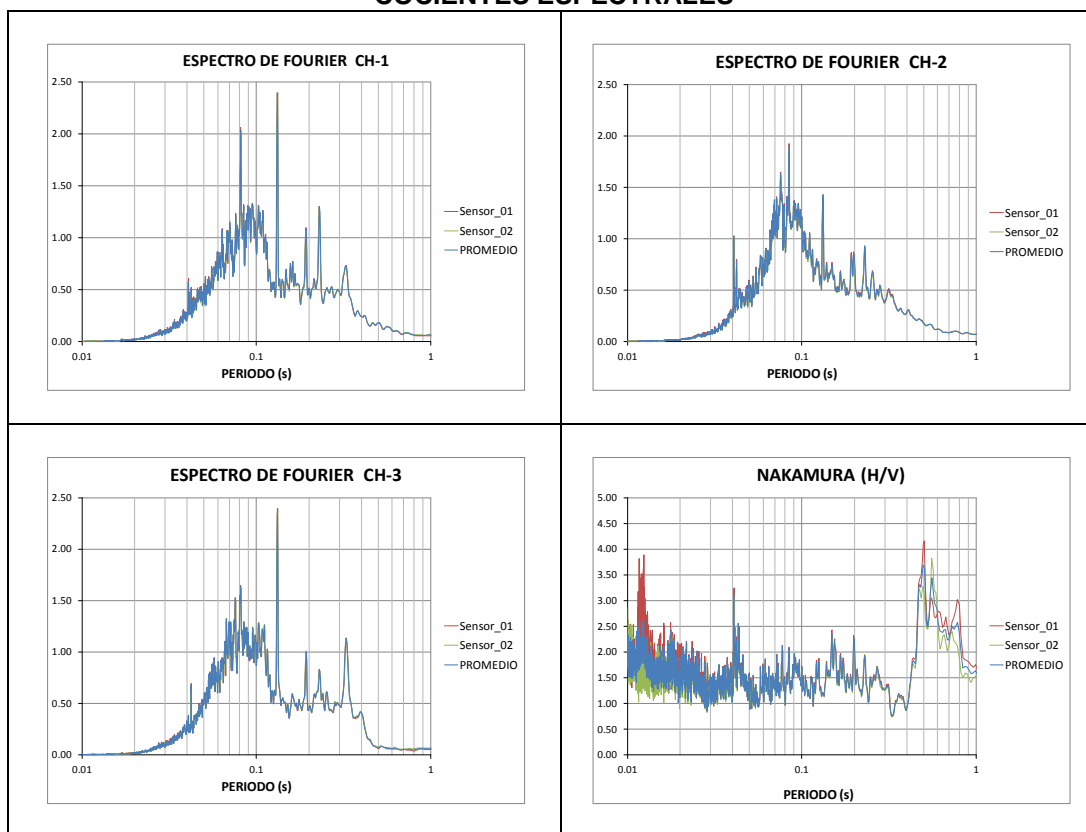 COCIENTES ESPECTRALES
ESPECTRO DE FOURIER CH-1
2.50
2.00
1.50
1.00
0.50
0.00
0.01
0.1
1
PERIODO (s)
Sensor_01
Sensor_02
PROMEDIO
ESPECTRO DE FOURIER CH-2
2.50
2.00
1.50
1.00
0.50
0.00
0.01
0.1
1
PERIODO (s)
Sensor_01
Sensor_02
PROMEDIO
ESPECTRO DE FOURIER CH-3
2.50
2.00
1.50
1.00
0.50
0.00
0.01
0.1
1
PERIODO (s)
Sensor_01
Sensor_02
PROMEDIO
NAKAMURA (H/V)
5.00
4.50
4.00
3.50
3.00
2.50
2.00
1.50
1.00
0.50
0.00
0.01
0.1
1
PERIODO (s)
Sensor_01
Sensor_02
PROMEDIO